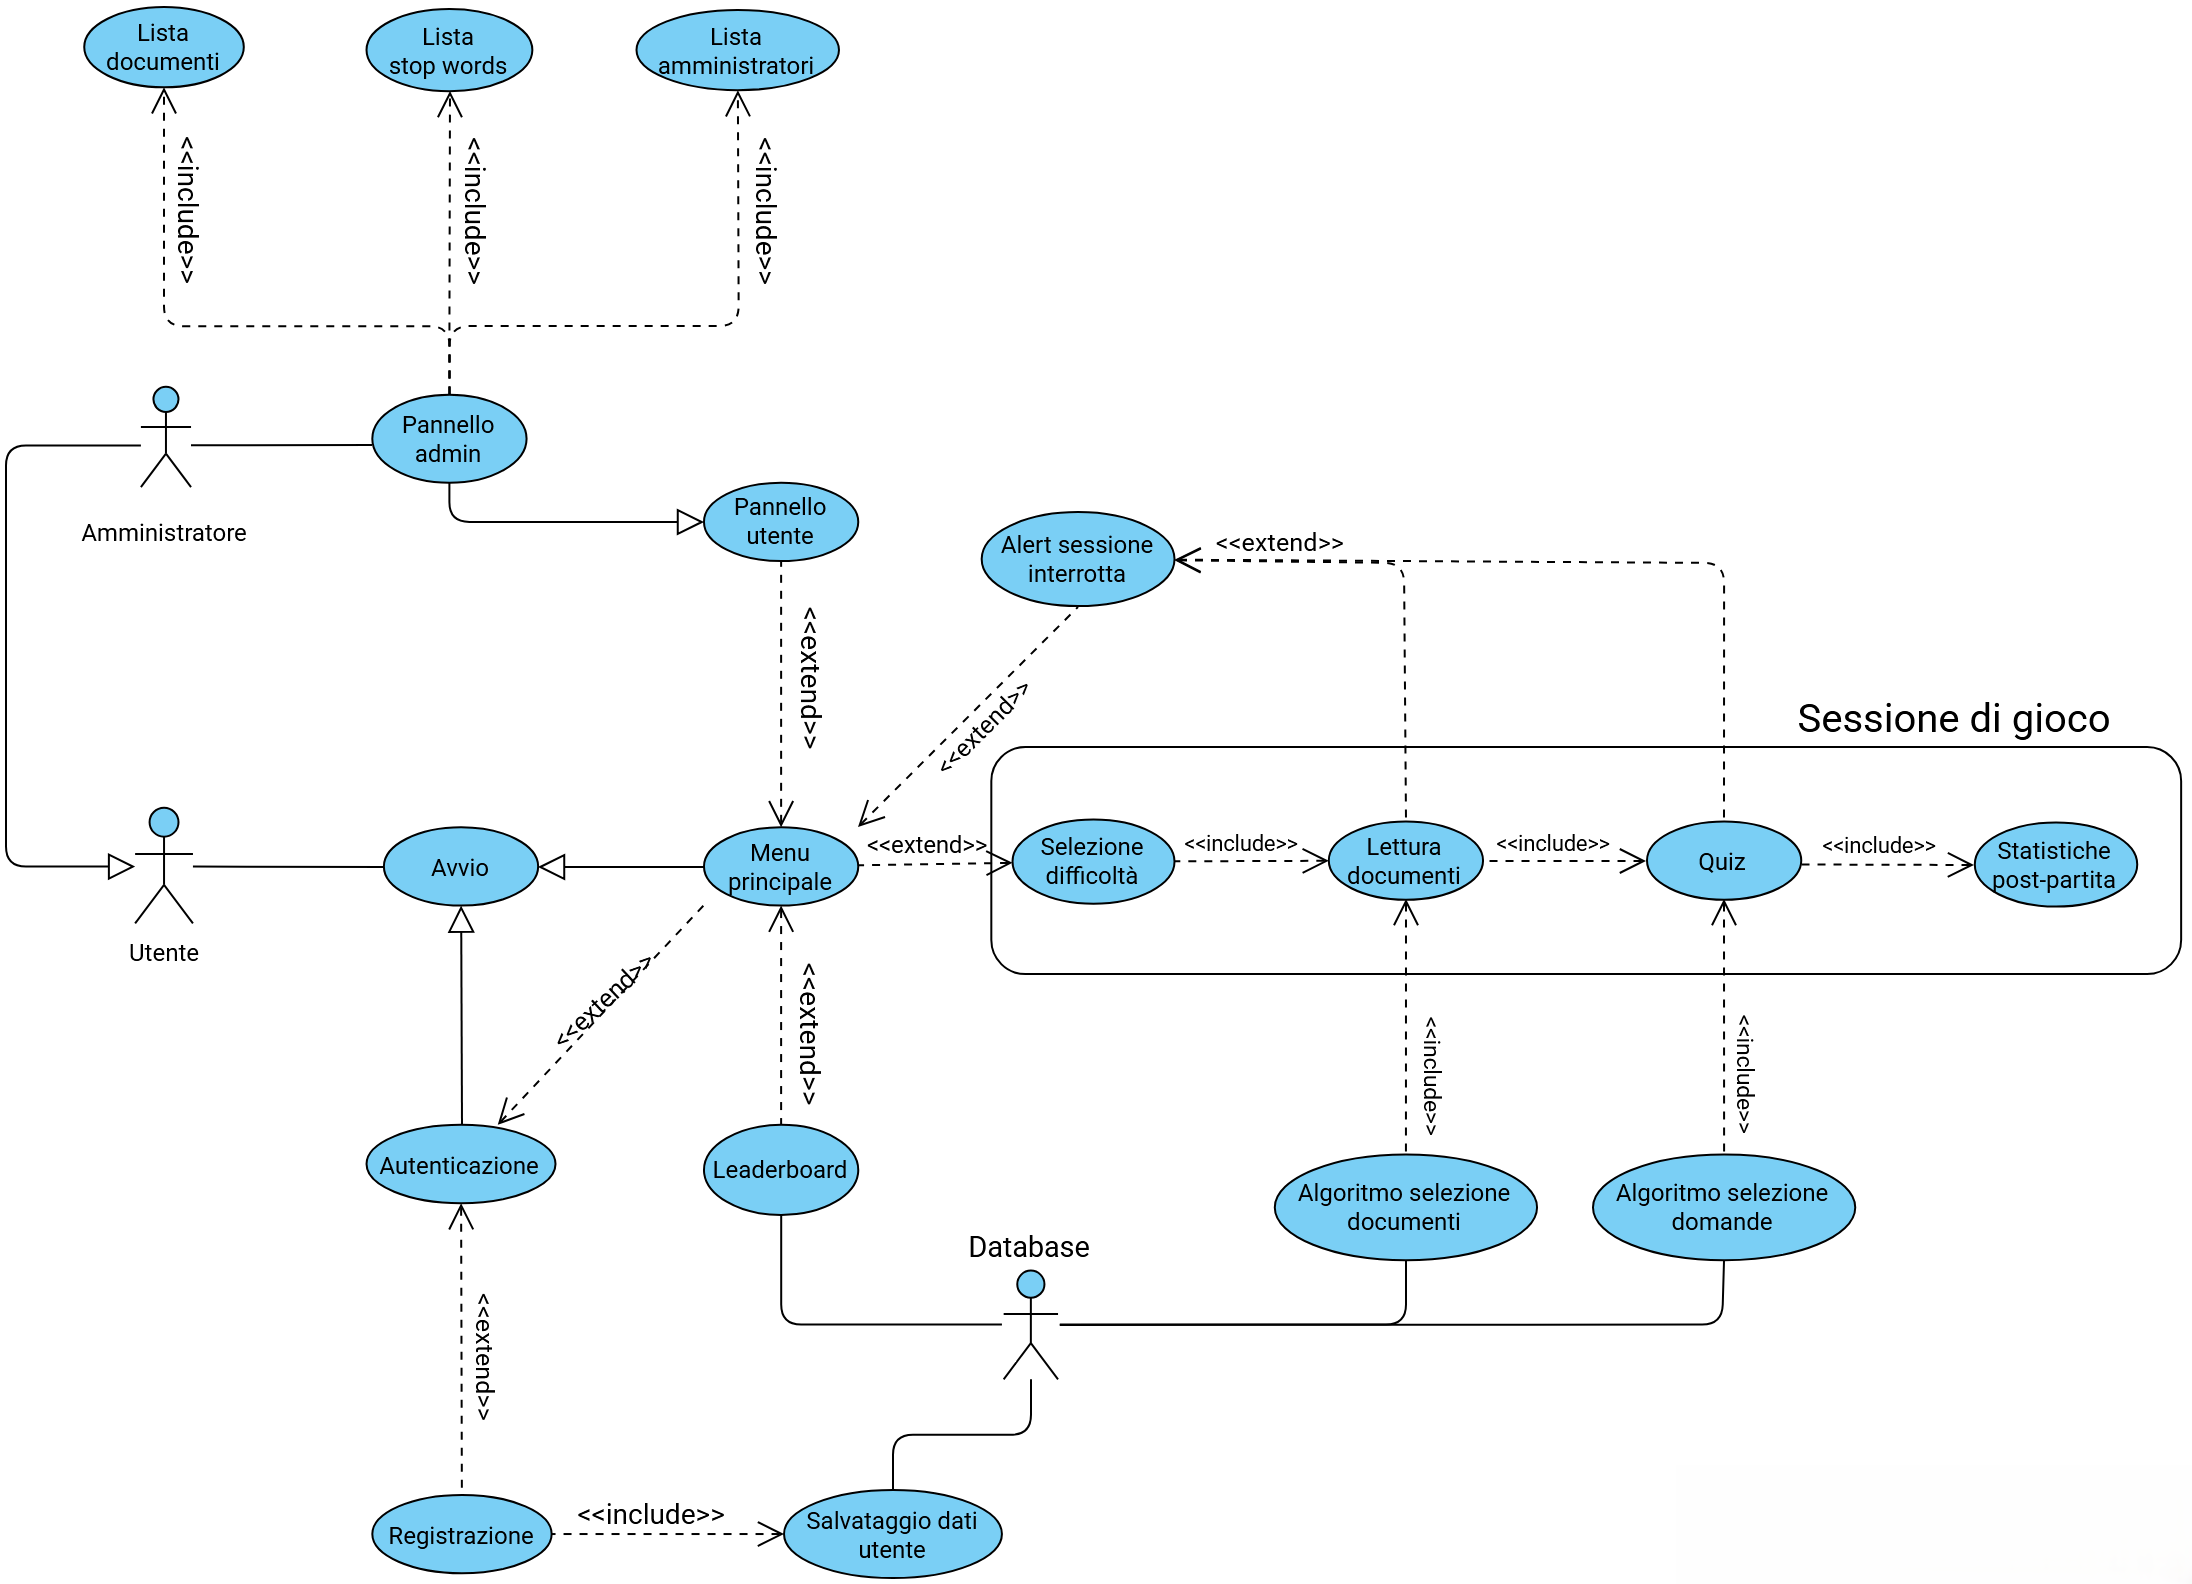 Lista
documenti
Lista
stop words
Lista
amministratori
<<include>>
<<include>>
<<include>>
Pannello
admin
Amministratore
Pannello
utente
Alert sessione
interrotta
<<extend>>
<<extend>>
<<extend>>
Sessione di gioco
Utente
Avvio
Menu
principale
<<extend>>
Selezione
difficoltà
<<include>>
Lettura
documenti
<<include>>
Quiz
<<include>>
Statistiche
post-partita
<<extend>>
<<extend>>
<<include>>
<<include>>
Autenticazione
Leaderboard
Algoritmo selezione
documenti
Algoritmo selezione
domande
Database
<<extend>>
Registrazione
<<include>>
Salvataggio dati
utente